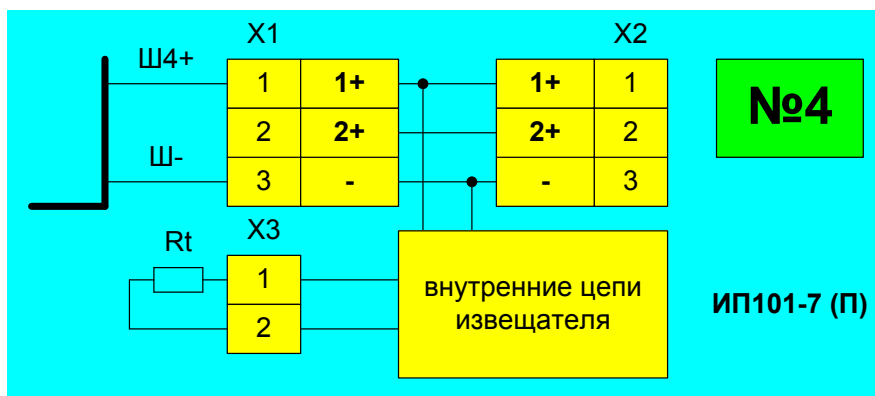 X1
X2
Ш4+
1 1+ 1+ 1
№4
2 2+ 2+ 2
Ш-
3 - - 3
Rt
X3
1
2
внутренние цепи
извещателя
ИП101-7 (П)